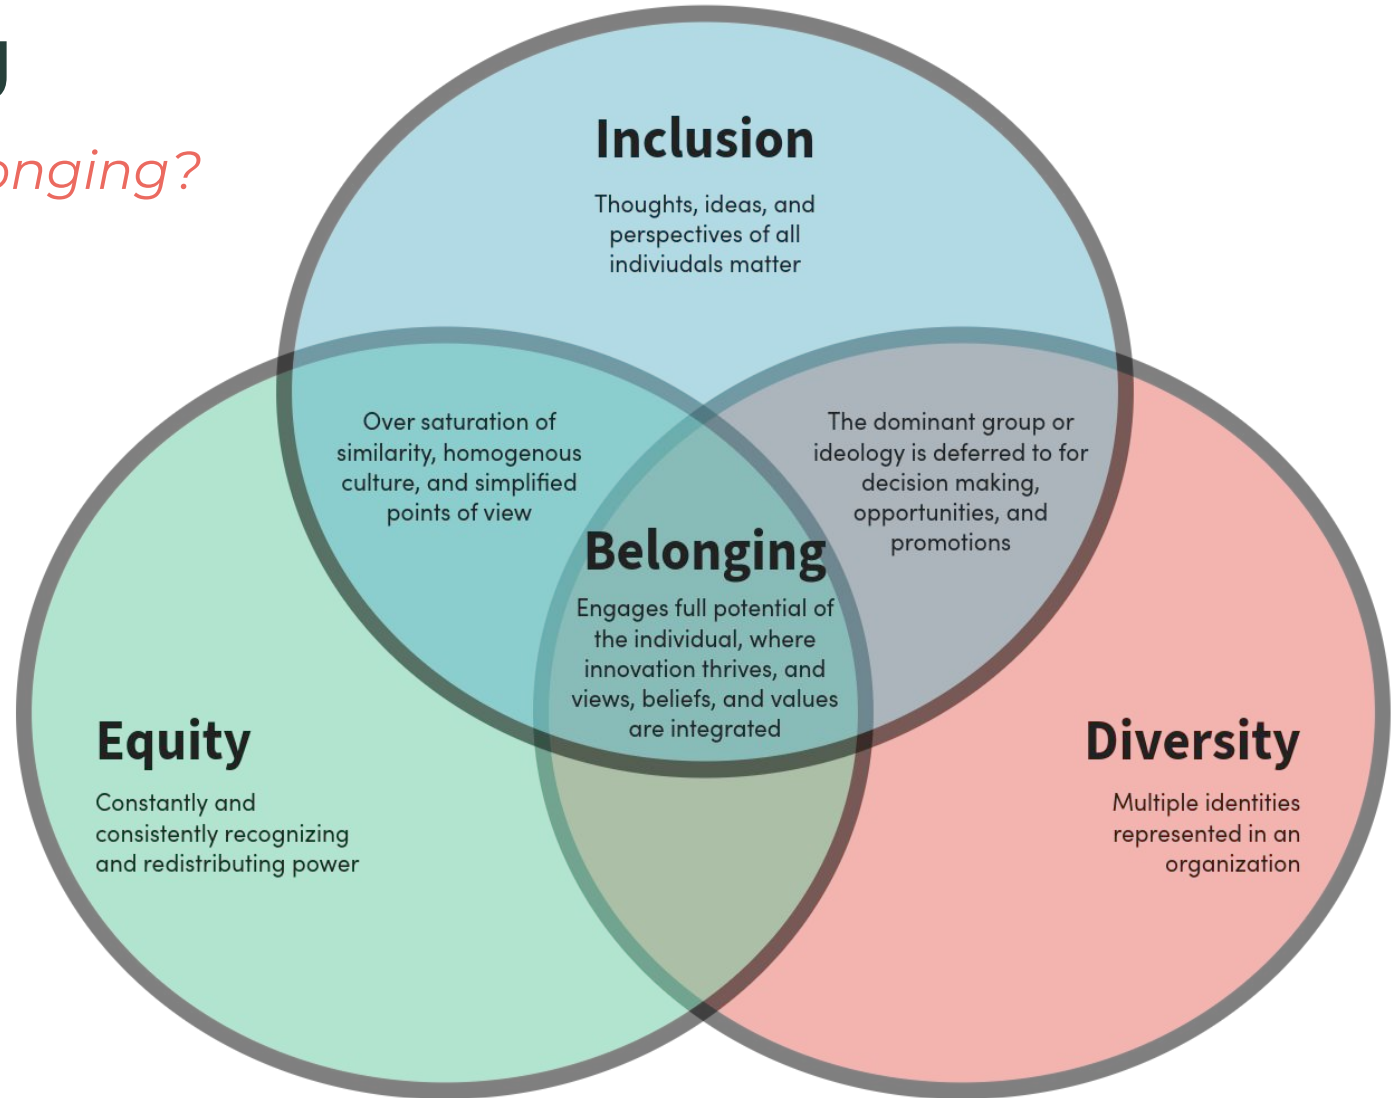 g
onging?
Inclusion
Thoughts, ideas, and
perspectives of all
indiviudals matter
Over saturation of
similarity, homogenous
culture, and simplified
points of view
The dominant group or
ideology is deferred to for
decision making,
opportunities, and
promotions
Belonging
Engages full potential of
the individual, where
innovation thrives, and
views, beliefs, and values
are integrated
Equity
Constantly and
consistently recognizing
and redistributing power
Diversity
Multiple identities
represented in an
organization